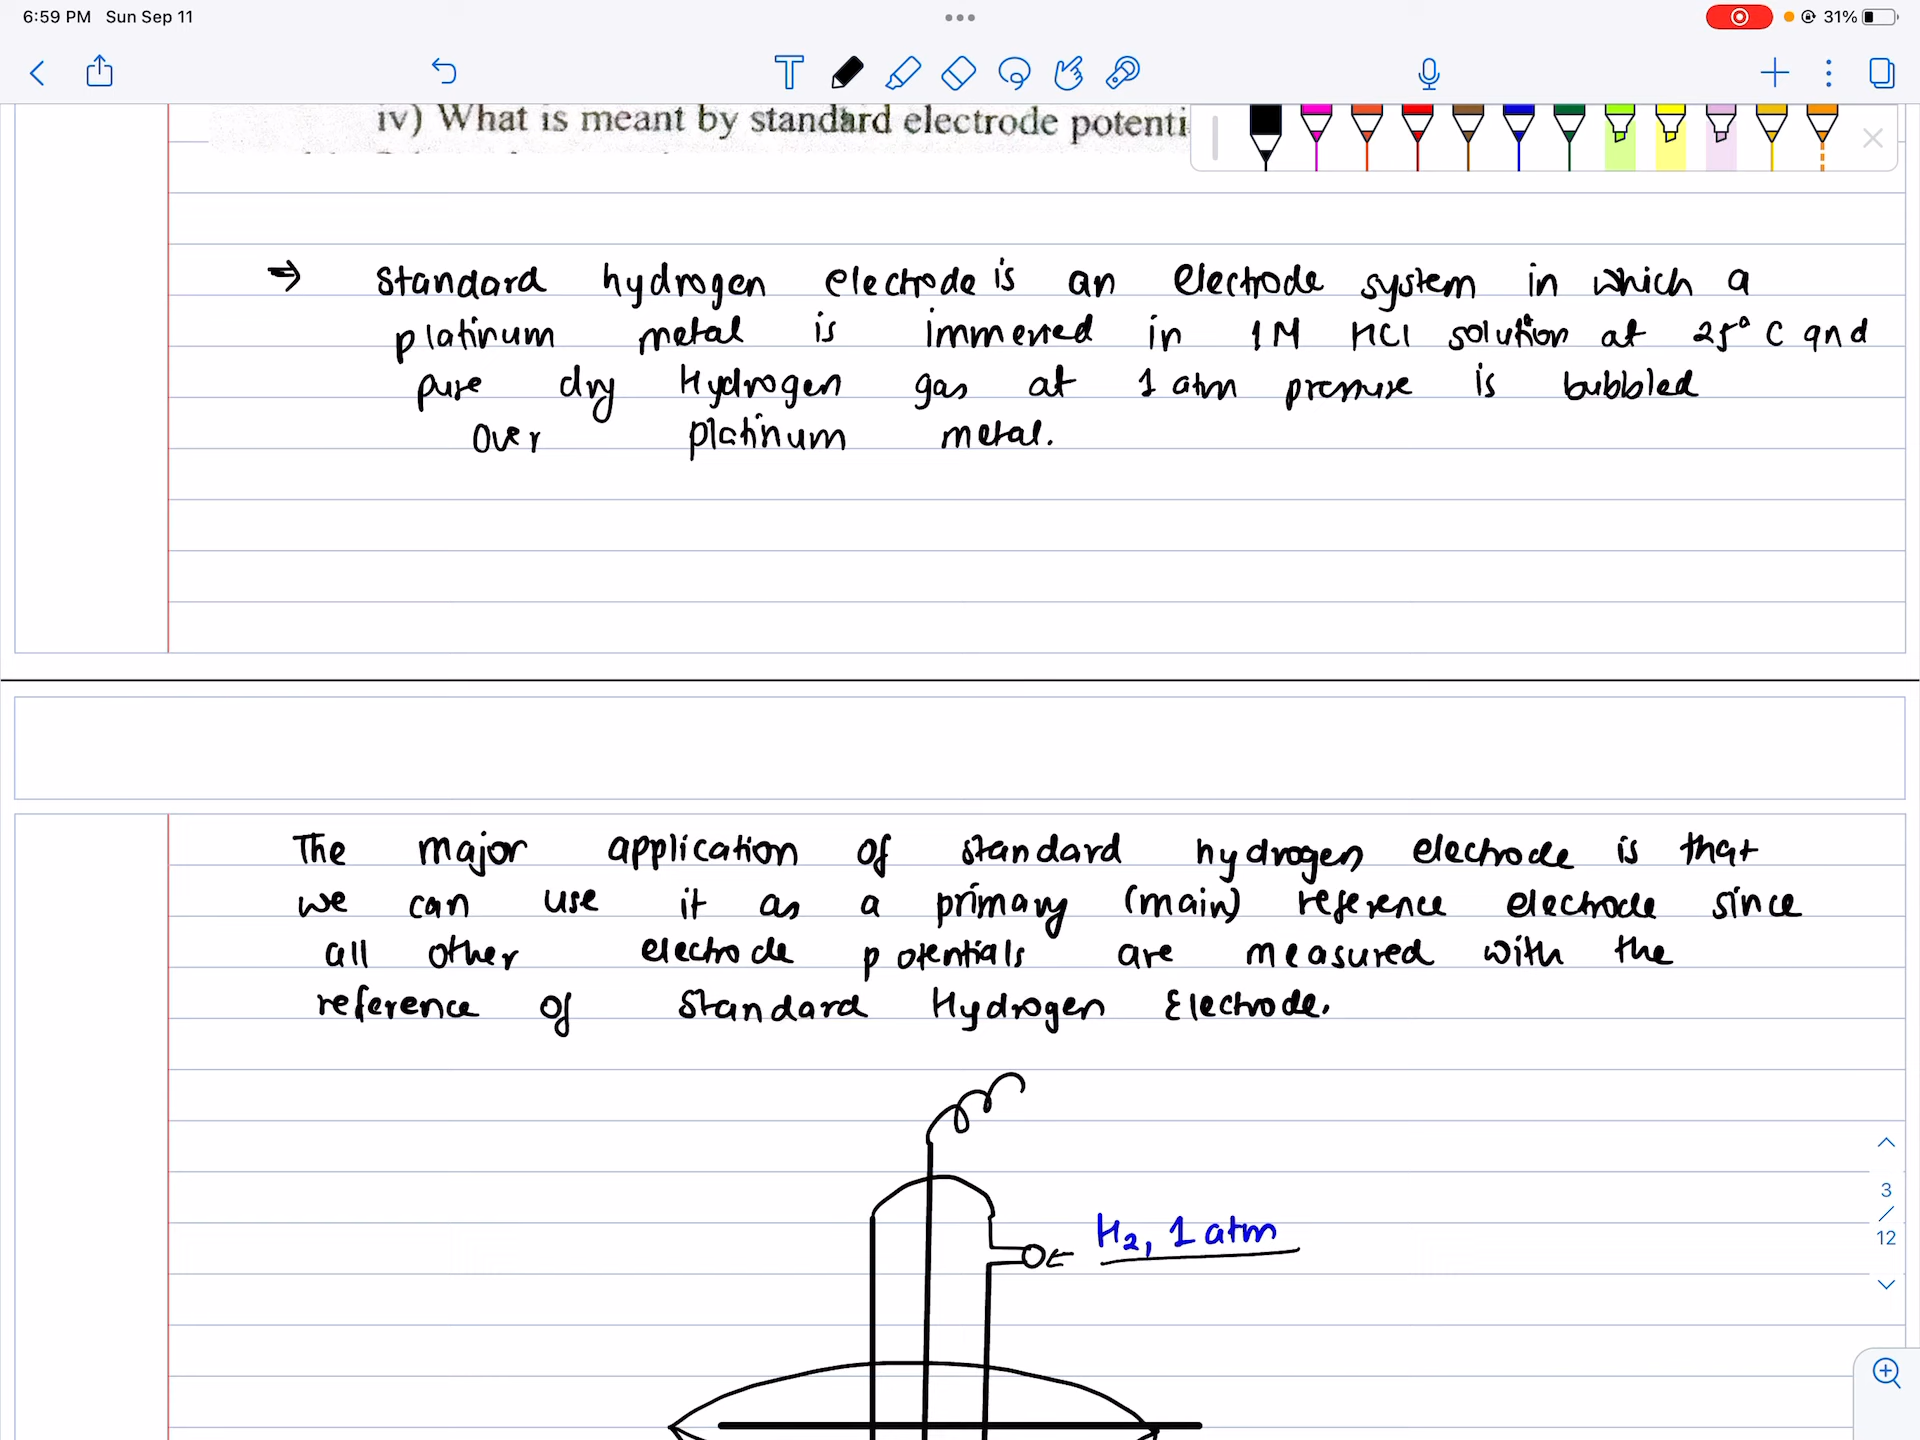 6:59 PM Sun Sep 11
31%
iv) What is meant by standard electrode potenti
→ Standard hydrogen electrode is an electrode system in which a
platinum metal is immersed in 1M HCl solution at 25° C and
pure dry Hydrogen gas at 1 atm pressure is bubbled
over platinum metal.
The major application of standard hydrogen electrode is that
we can use it as a primary (main) reference electrode since
all other electrode potentials are measured with the
reference of Standard Hydrogen Electrode.
H₂, 1 atm
3
/
12